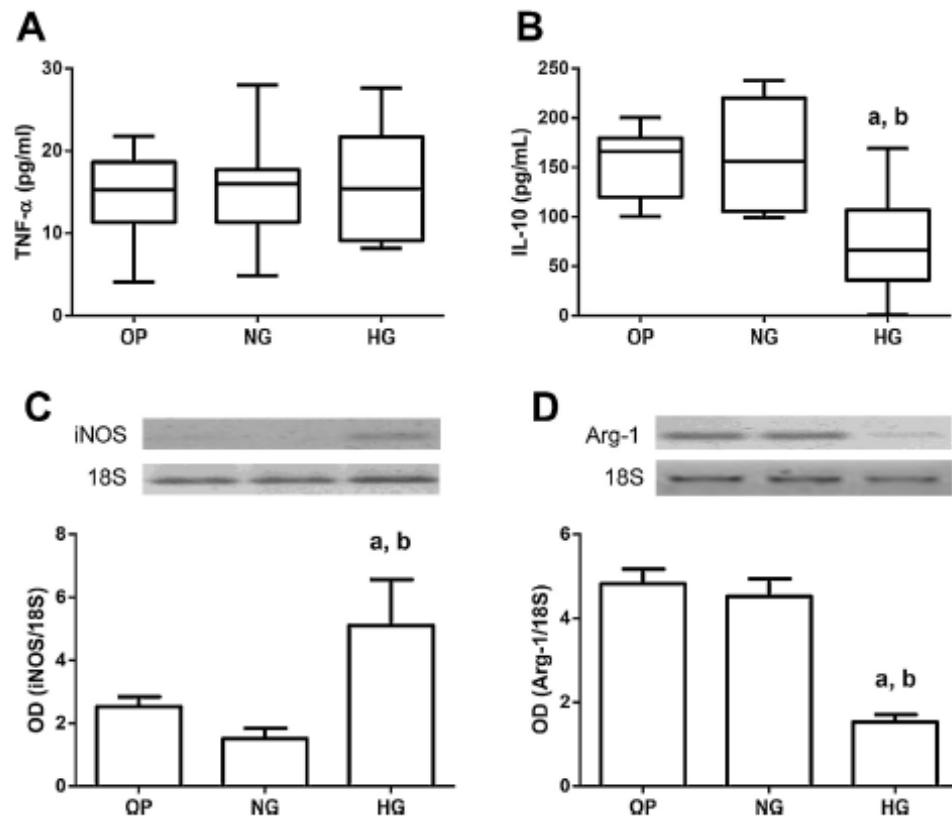 A
TNF-α (pg/ml)
30
20
10
0
OP NG HG
B
IL-10 (pg/mL)
250
200
150
100
50
0
a, b
OP NG HG
C
iNOS
18S
OD (iNOS/18S)
8
6
4
2
0
a, b
OP NG HG
D
Arg-1
18S
OD (Arg-1/18S)
6
4
2
0
a, b
OP NG HG